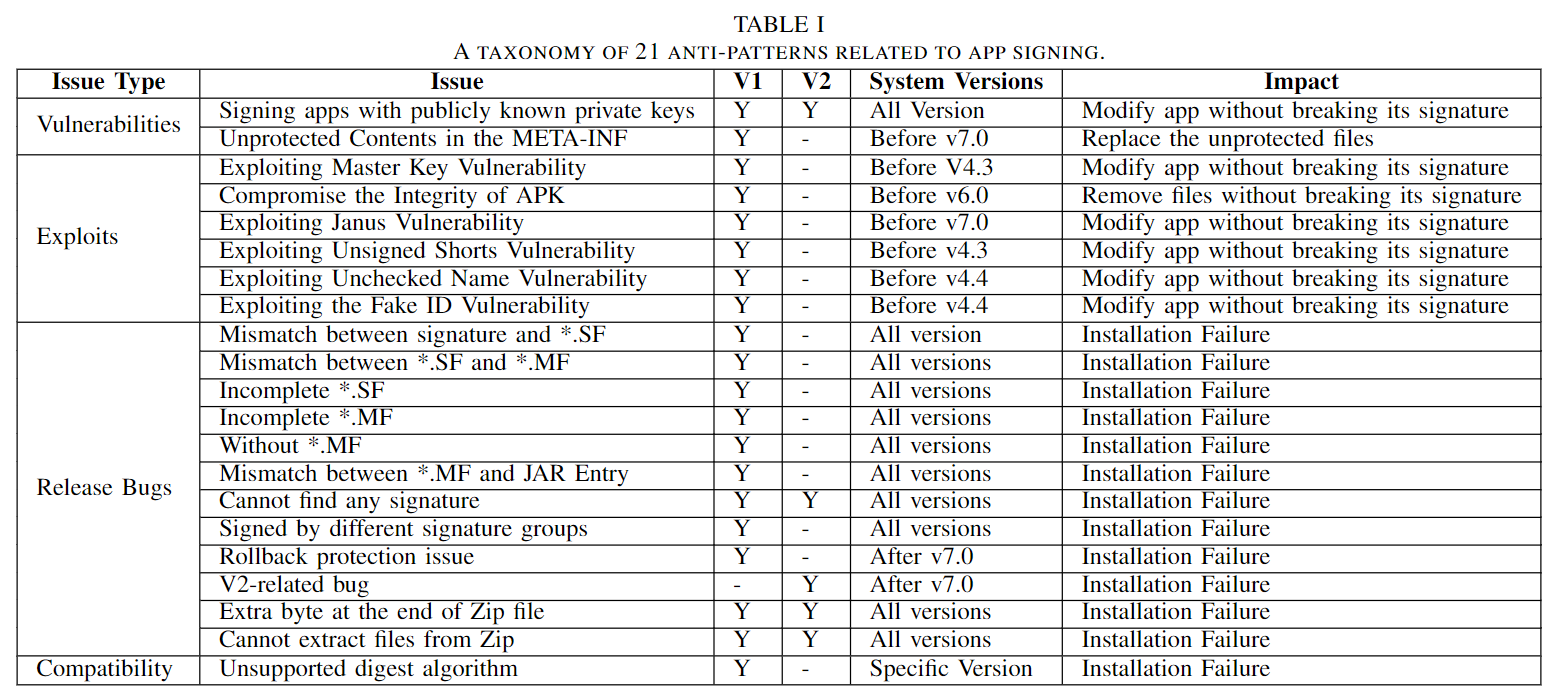 TABLE I
A TAXONOMY OF 21 ANTI-PATTERNS RELATED TO APP SIGNING.
Issue Type Issue V1 V2 System Versions Impact
Vulnerabilities
Signing apps with publicly known private keys Y Y All Version Modify app without breaking its signature
Unprotected Contents in the META-INF Y - Before v7.0 Replace the unprotected files
Exploits
Exploiting Master Key Vulnerability Y - Before V4.3 Modify app without breaking its signature
Compromise the Integrity of APK Y - Before v6.0 Remove files without breaking its signature
Exploiting Janus Vulnerability Y - Before v7.0 Modify app without breaking its signature
Exploiting Unsigned Shorts Vulnerability Y - Before v4.3 Modify app without breaking its signature
Exploiting Unchecked Name Vulnerability Y - Before v4.4 Modify app without breaking its signature
Exploiting the Fake ID Vulnerability Y - Before v4.4 Modify app without breaking its signature
Release Bugs
Mismatch between signature and *.SF Y - All version Installation Failure
Mismatch between *.SF and *.MF Y - All versions Installation Failure
Incomplete *.SF Y - All versions Installation Failure
Incomplete *.MF Y - All versions Installation Failure
Without *.MF Y - All versions Installation Failure
Mismatch between *.MF and JAR Entry Y - All versions Installation Failure
Cannot find any signature Y Y All versions Installation Failure
Signed by different signature groups Y - All versions Installation Failure
Rollback protection issue Y - After v7.0 Installation Failure
V2-related bug - Y After v7.0 Installation Failure
Extra byte at the end of Zip file Y Y All versions Installation Failure
Cannot extract files from Zip Y Y All versions Installation Failure
Compatibility Unsupported digest algorithm Y - Specific Version Installation Failure